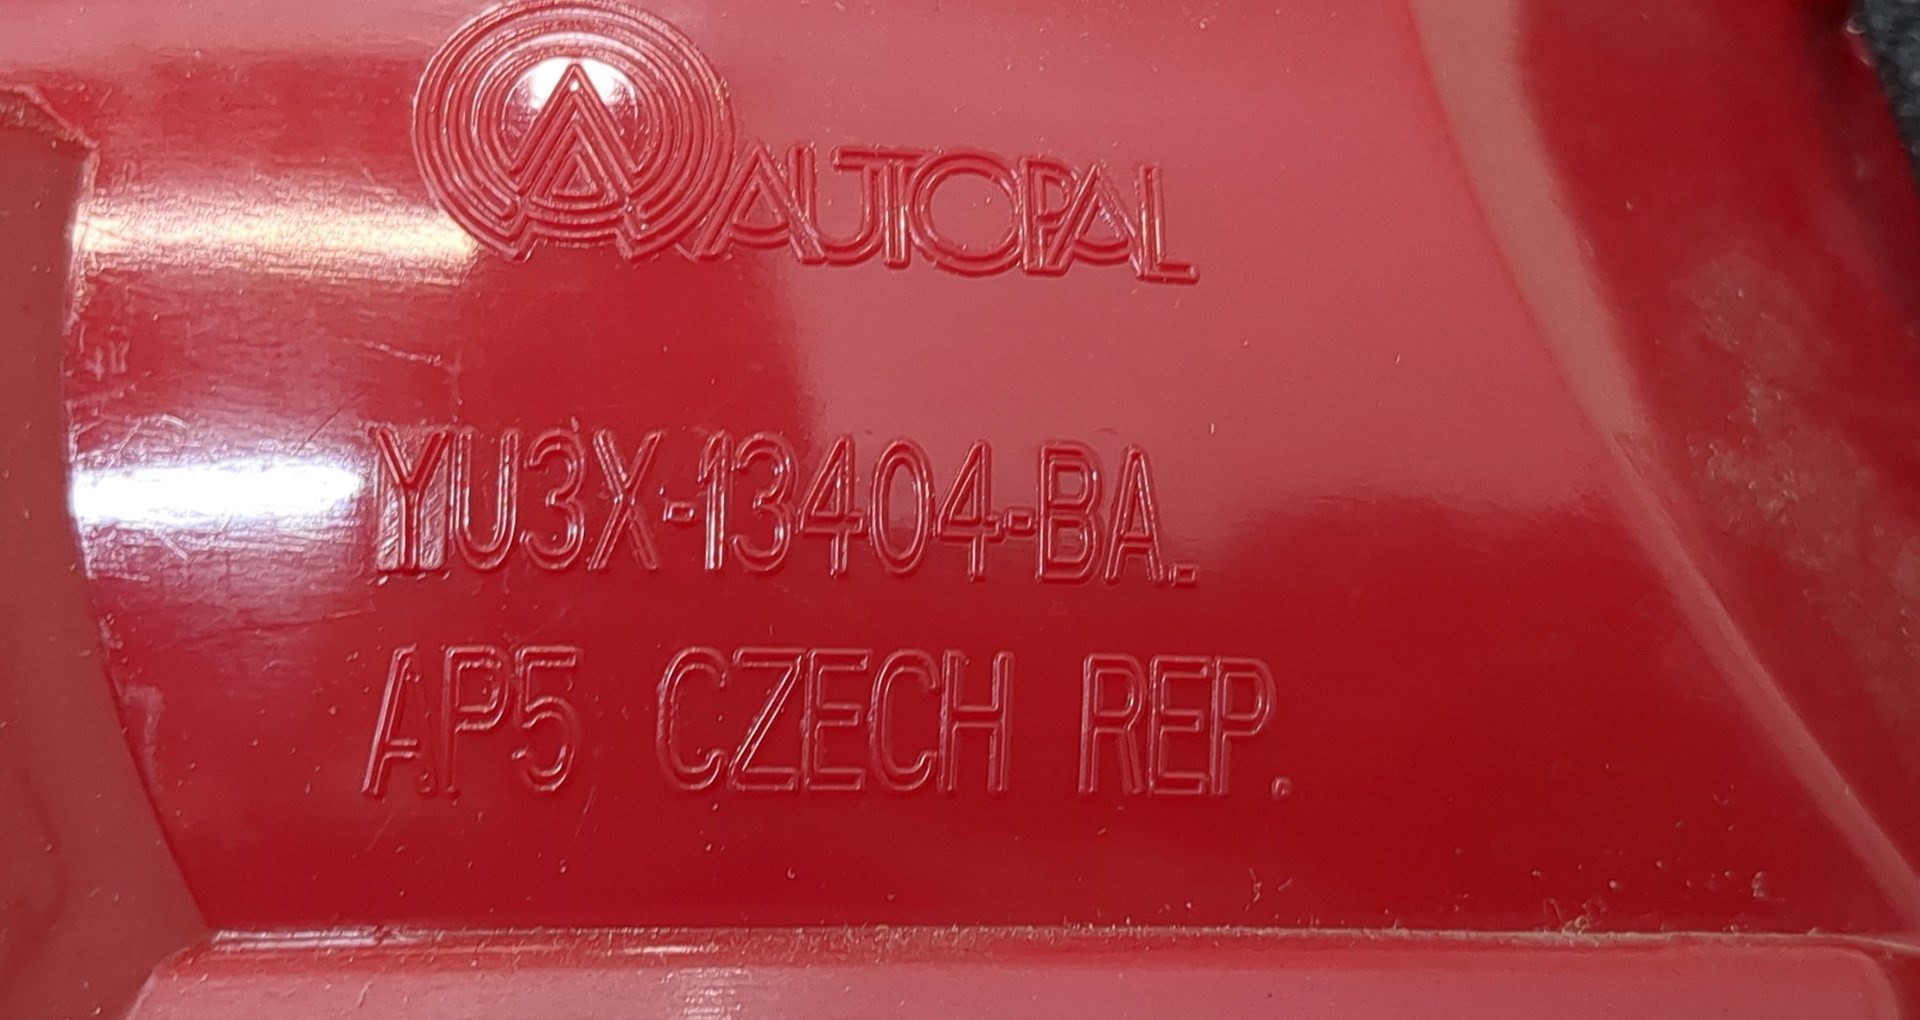 AUTOPAL
YU3X-13404-BA.
AP5 CZECH REP.